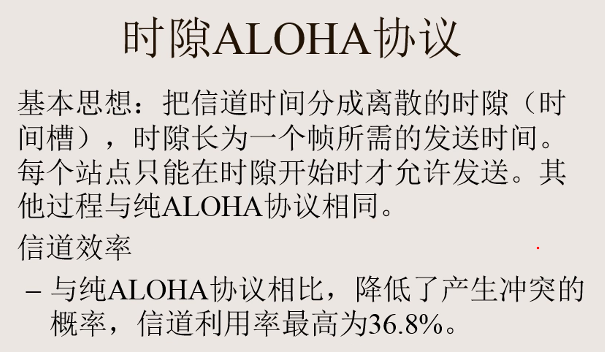 时隙ALOHA协议
基本思想：把信道时间分成离散的时隙（时
间槽），时隙长为一个帧所需的发送时间。
每个站点只能在时隙开始时才允许发送。其
他过程与纯ALOHA协议相同。
信道效率
– 与纯ALOHA协议相比，降低了产生冲突的
概率，信道利用率最高为36.8%。